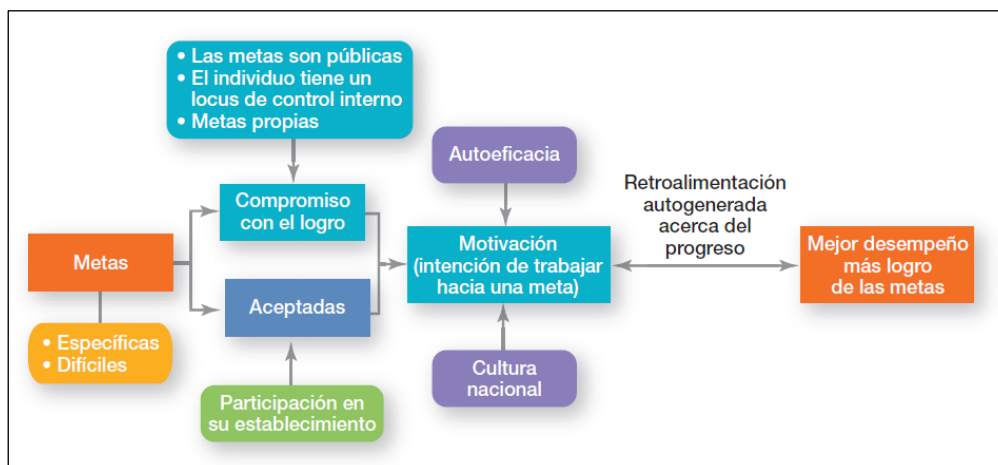 • Las metas son públicas
• El individuo tiene un
locus de control interno
• Metas propias
Autoeficacia
Retroalimentación
autogenerada
acerca del
progreso
Compromiso
con el logro
Metas
Motivación
(intención de trabajar
hacia una meta)
Mejor desempeño
más logro
de las metas
Aceptadas
• Específicas
• Difíciles
Cultura
nacional
Participación en
su establecimiento